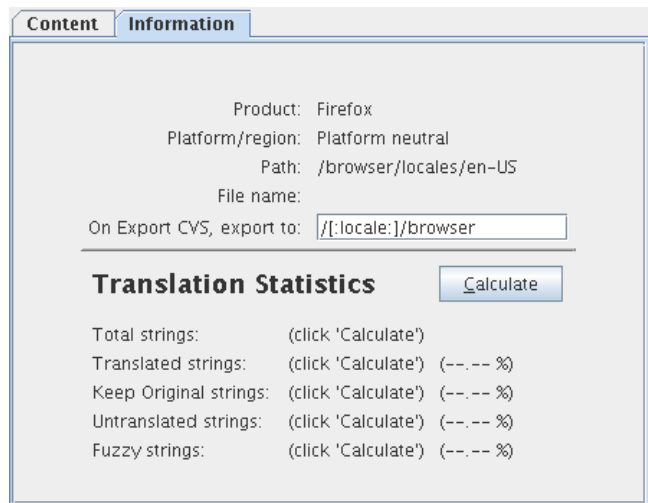 Content Information
Product: Firefox
Platform/region: Platform neutral
Path: /browser/locales/en-US
File name:
On Export CVS, export to: /[:locale:]/browser
Translation Statistics Calculate
Total strings: (click 'Calculate')
Translated strings: (click 'Calculate') (--.-- %)
Keep Original strings: (click 'Calculate') (--.-- %)
Untranslated strings: (click 'Calculate') (--.-- %)
Fuzzy strings: (click 'Calculate') (--.-- %)